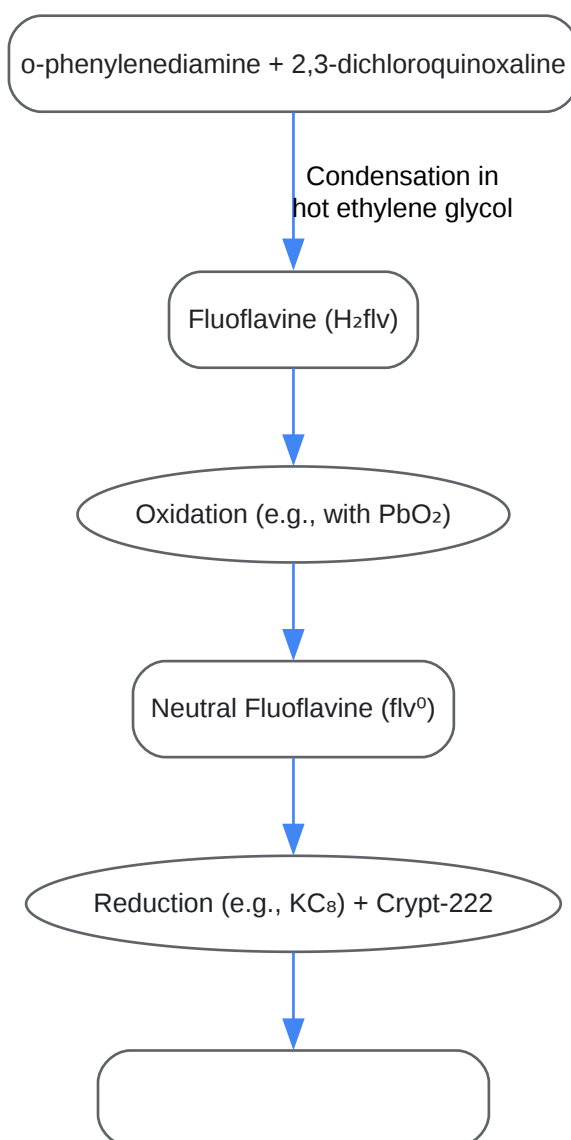 o-phenylenediamine + 2,3-dichloroquinoxaline
Condensation in
hot ethylene glycol
Fluoflavine (H₂flv)
Oxidation (e.g., with PbO₂)
Neutral Fluoflavine (flv⁰)
Reduction (e.g., KC₈) + Crypt-222